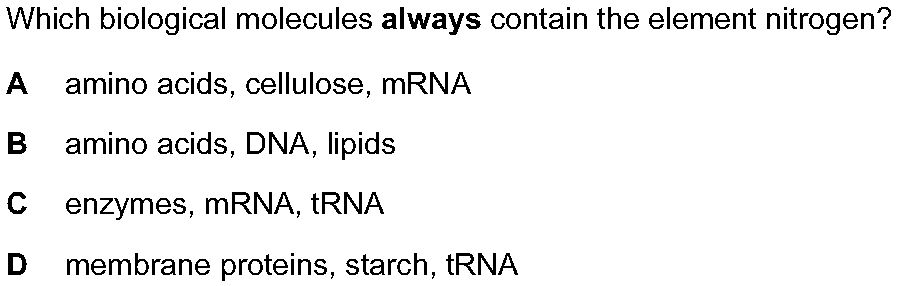 Which biological molecules always contain the element nitrogen?
A amino acids, cellulose, mRNA
B amino acids, DNA, lipids
C enzymes, mRNA, tRNA
D membrane proteins, starch, tRNA